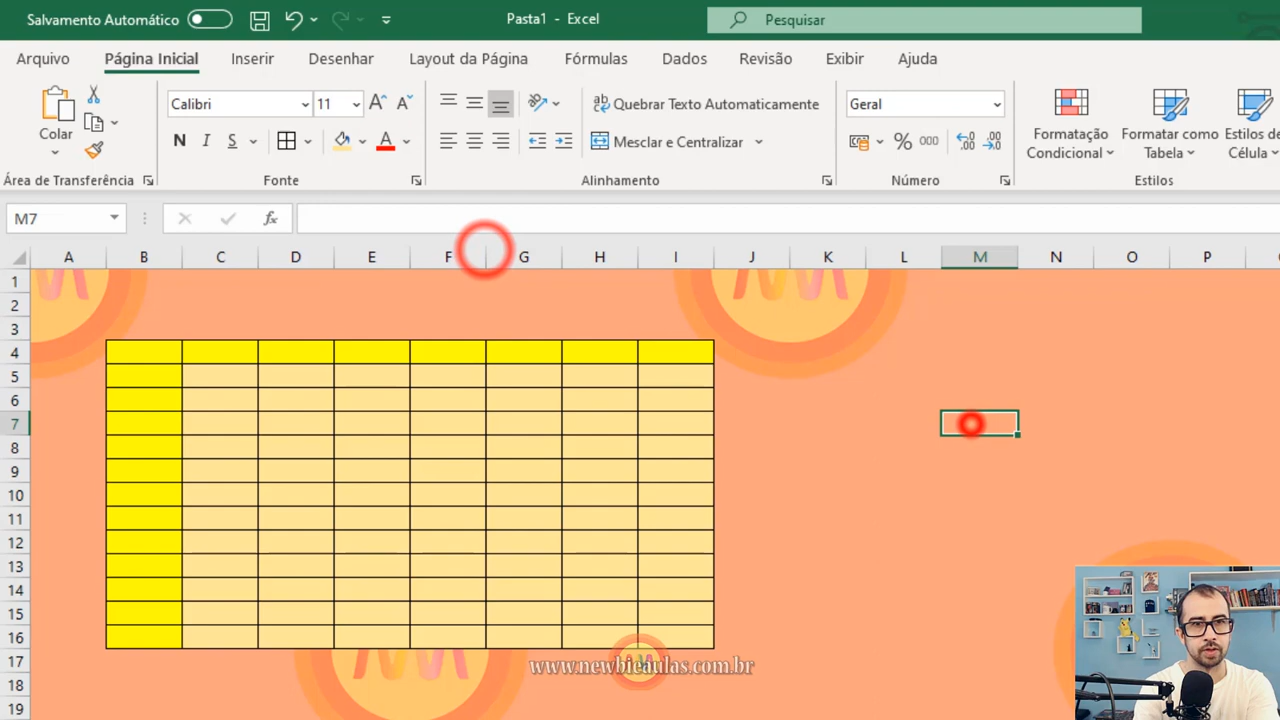 Salvamento Automático
Pasta1 - Excel
Pesquisar
Arquivo
Página Inicial
Inserir
Desenhar
Layout da Página
Fórmulas
Dados
Revisão
Exibir
Ajuda
Colar
Calibri
11
N
I
S
A
ab
Quebrar Texto Automaticamente
Mesclar e Centralizar
Geral
%
000
Formatação
Condicional
Formatar como
Tabela
Estilos de
Célula
Área de Transferência
Fonte
Alinhamento
Número
Estilos
M7
fx
A B C D E F G H I J K L M N O P
1
2
3
4
5
6
7
8
9
10
11
12
13
14
15
16
17
18
19
www.newbieaulas.com.br